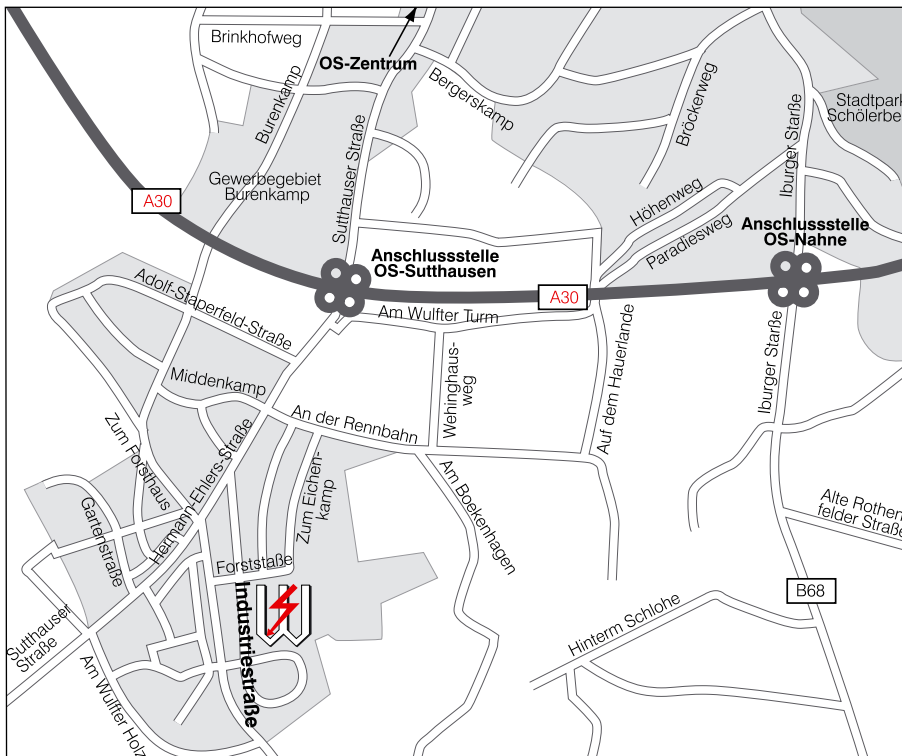 Brinkhofweg
OS-Zentrum
Bergerskamp
Burenkamp
Bröckerweg
Iburger Starße
Stadtpark
Schölerbe
Sutthauser Straße
Gewerbegebiet
Burenkamp
A30
Höhenweg
Paradiesweg
Anschlussstelle
OS-Nahne
Anschlussstelle
OS-Sutthausen
Adolf-Staperfeld-Straße
A30
Am Wulfter Turm
Auf dem Hauerlande
Iburger Starße
Wehinghaus-
weg
Middenkamp
An der Rennbahn
Zum Forsthaus
Hermann-Ehlers-Straße
Zum Eichen-
kamp
Am Boekenhagen
Gartenstraße
Alte Rothen-
felder Straße
Forststaße
Industriestraße
B68
Hinterm Schlohe
Sutthauser
Straße
Am Wulfter Holz